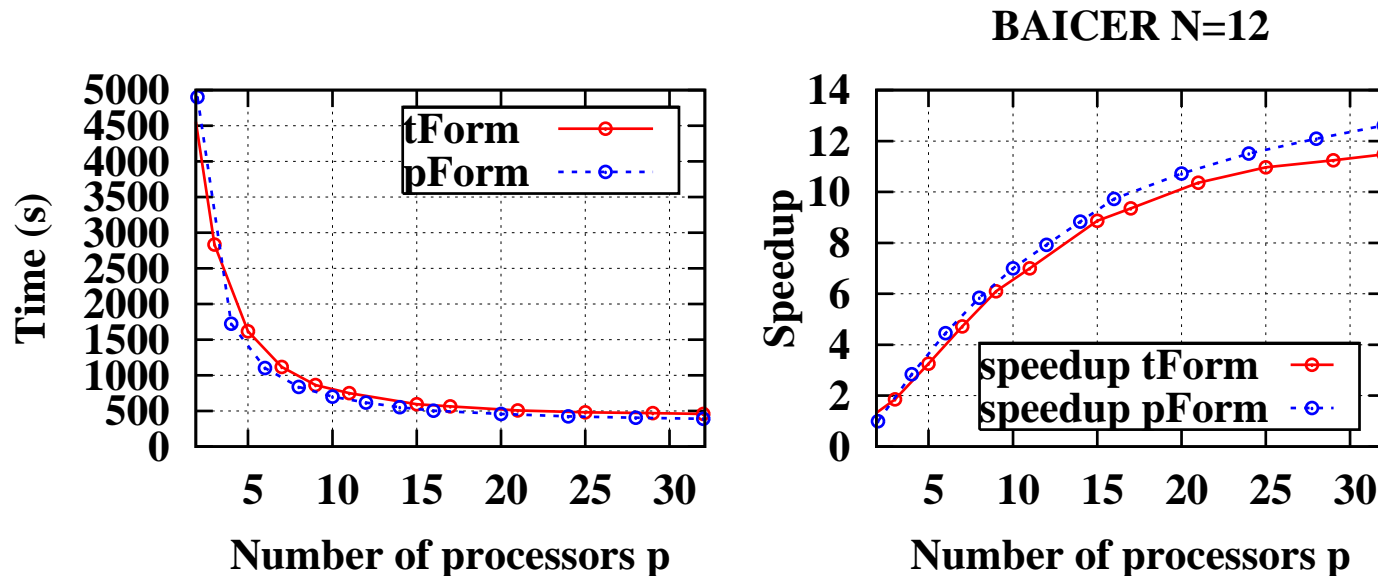 BAICER N=12
5000
4500
4000
3500
3000
2500
2000
1500
1000
500
0
Time (s)
tForm
pForm
5 10 15 20 25 30
Number of processors p
14
12
10
8
6
4
2
0
Speedup
speedup tForm
speedup pForm
5 10 15 20 25 30
Number of processors p